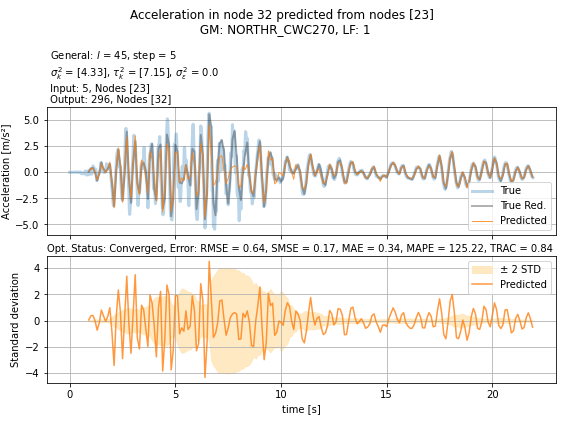 Acceleration in node 32 predicted from nodes [23]
GM: NORTHR_CWC270, LF: 1
General: l = 45, step = 5
σ²ₖ = [4.33], τ²ₖ = [7.15], σ²ε = 0.0
Input: 5, Nodes [23]
Output: 296, Nodes [32]
Acceleration [m/s²]
5.0
2.5
0.0
−2.5
−5.0
True
True Red.
Predicted
Opt. Status: Converged, Error: RMSE = 0.64, SMSE = 0.17, MAE = 0.34, MAPE = 125.22, TRAC = 0.84
Standard deviation
4
2
0
−2
−4
± 2 STD
Predicted
0 5 10 15 20
time [s]